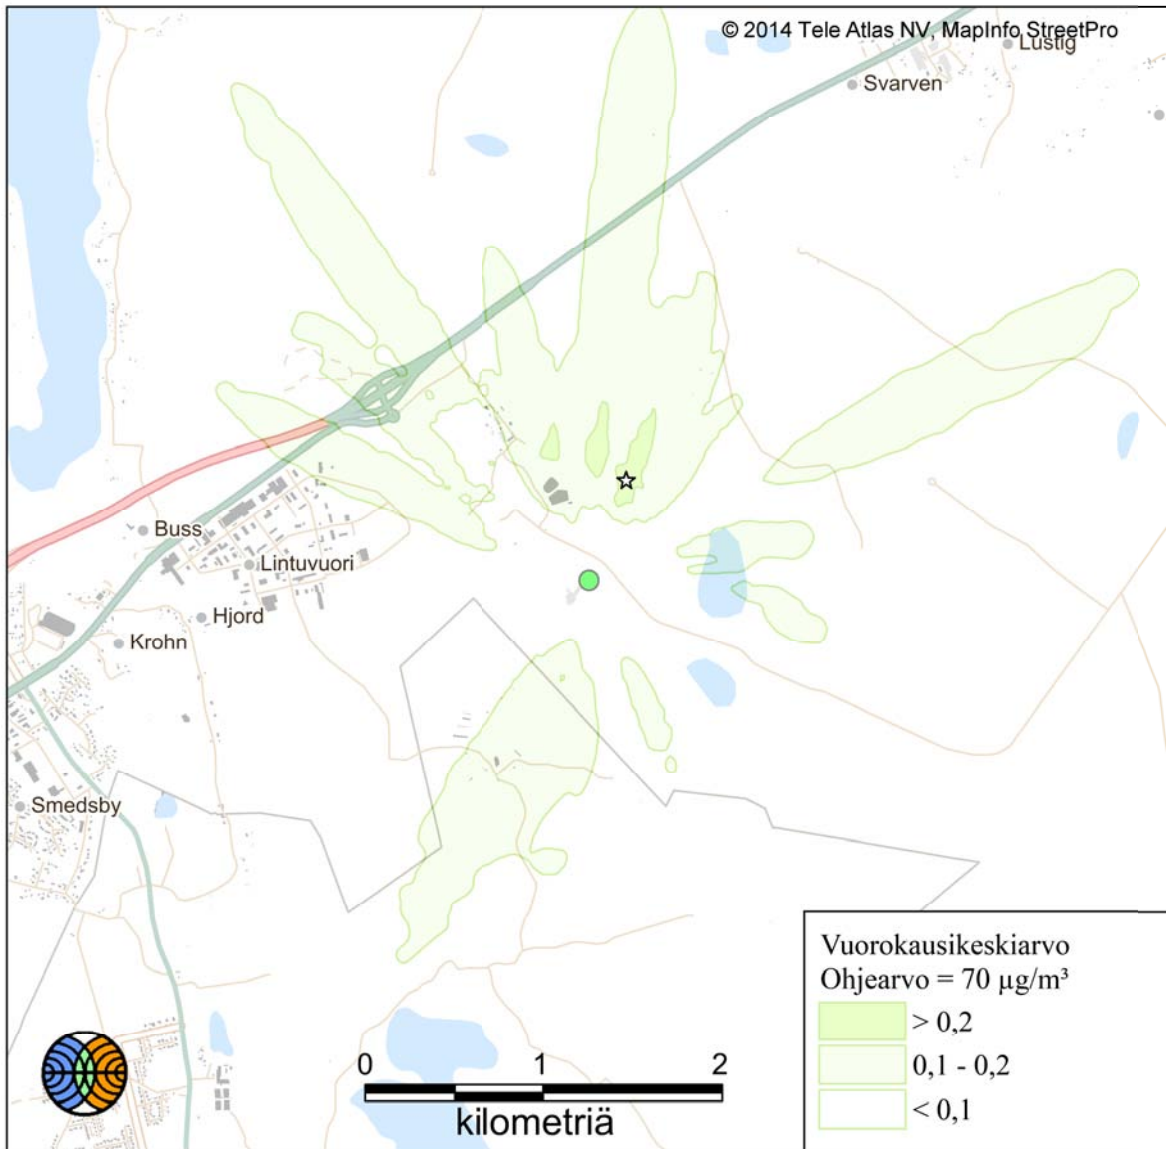 © 2014 Tele Atlas NV, MapInfo StreetPro
Lustig
Svarven
Buss
Lintuvuori
Hjord
Krohn
Smedsby
Vuorokausikeskiarvo
Ohjearvo = 70 µg/m³
> 0,2
0,1 - 0,2
< 0,1
0 1 2
kilometriä